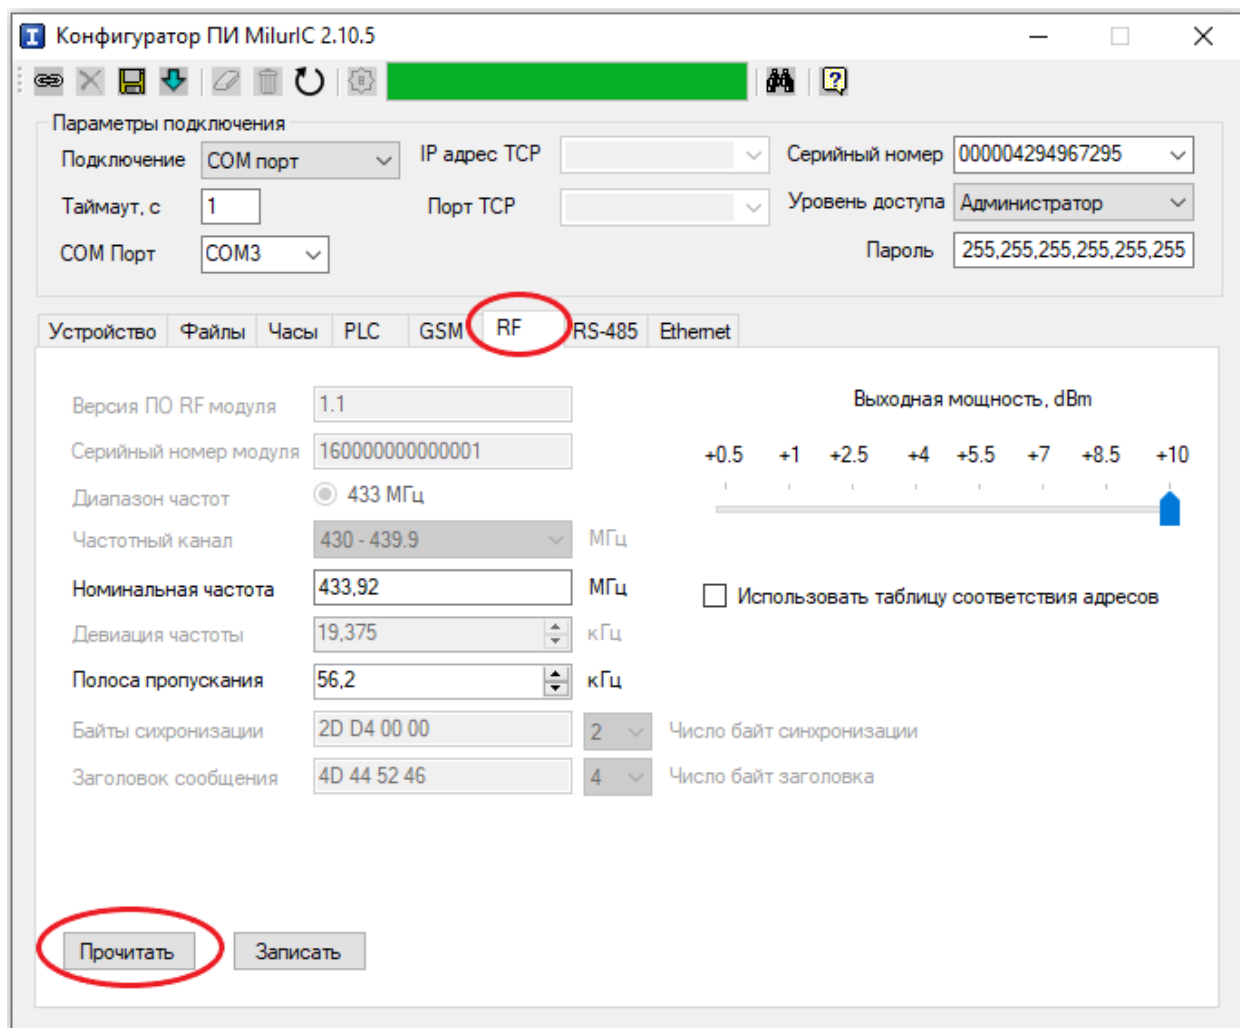 Конфигуратор ПИ MilurIC 2.10.5
Параметры подключения
Подключение COM порт IP адрес TCP Серийный номер 000004294967295
Таймаут, с 1 Порт TCP Уровень доступа Администратор
COM Порт COM3 Пароль 255,255,255,255,255,255
Устройство Файлы Часы PLC GSM RF RS-485 Ethernet
Версия ПО RF модуля 1.1 Выходная мощность, dBm
Серийный номер модуля 160000000000001 +0.5 +1 +2.5 +4 +5.5 +7 +8.5 +10
Диапазон частот 433 МГц
Частотный канал 430 - 439.9 МГц
Номинальная частота 433,92 МГц Использовать таблицу соответствия адресов
Девиация частоты 19,375 кГц
Полоса пропускания 56,2 кГц
Байты сихронизации 2D D4 00 00 2 Число байт синхронизации
Заголовок сообщения 4D 44 52 46 4 Число байт заголовка
Прочитать Записать